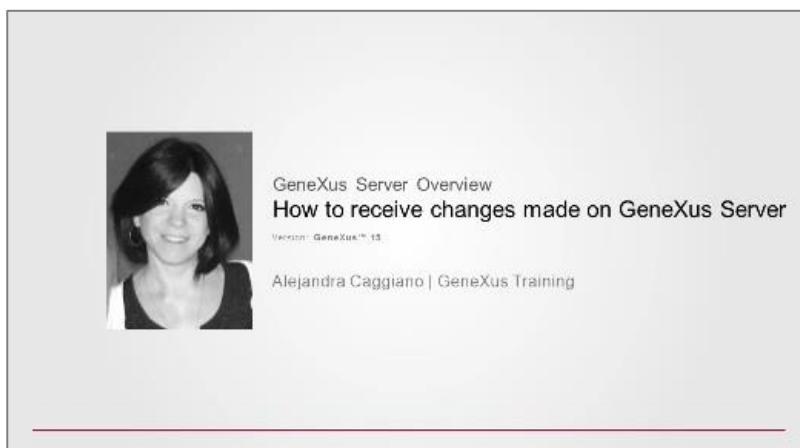 GeneXus Server Overview
How to receive changes made on GeneXus Server
Version: GeneXus™ 15
Alejandra Caggiano | GeneXus Training